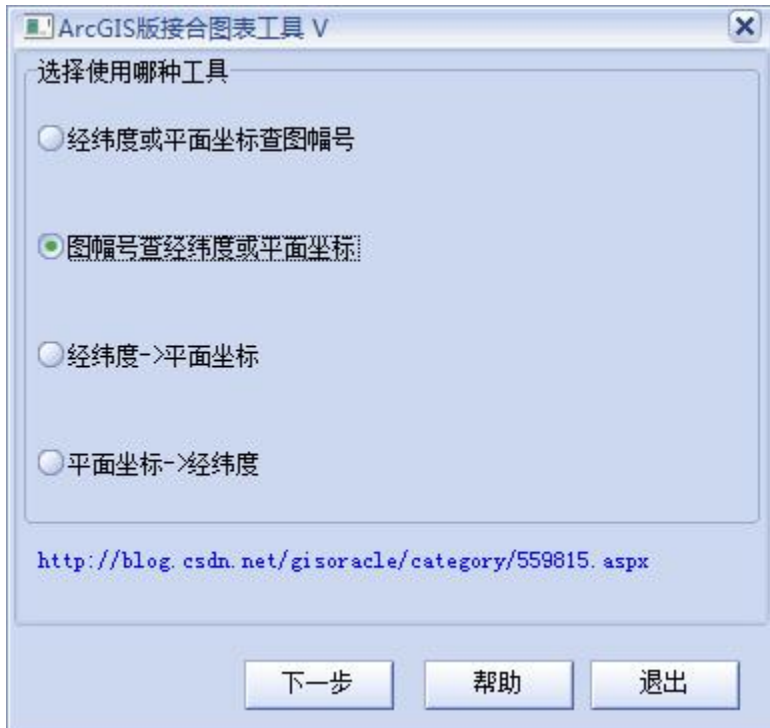 ArcGIS版接合图表工具 V
选择使用哪种工具
经纬度或平面坐标查图幅号
图幅号查经纬度或平面坐标
经纬度->平面坐标
平面坐标->经纬度
http://blog.csdn.net/gisoracle/category/559815.aspx
下一步 帮助 退出